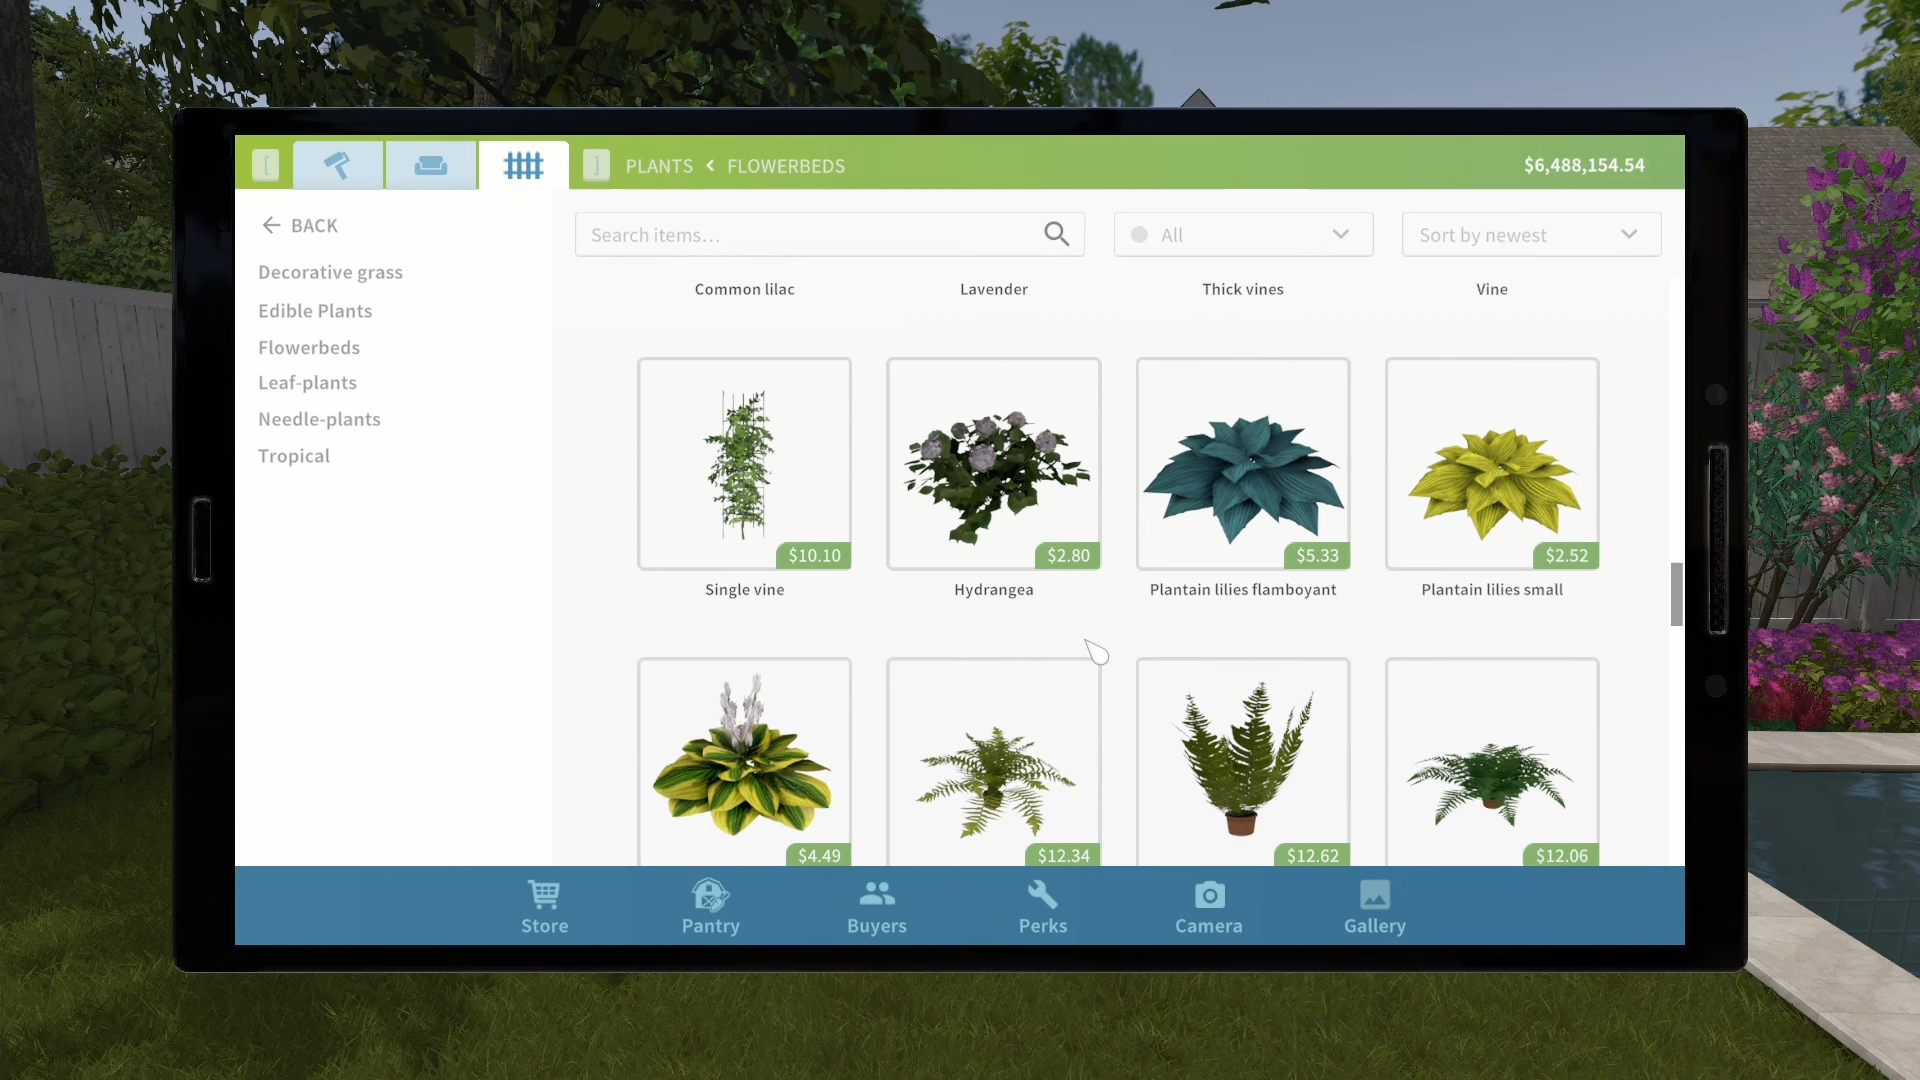 [
]
PLANTS < FLOWERBEDS
$6,488,154.54
BACK
Decorative grass
Edible Plants
Flowerbeds
Leaf-plants
Needle-plants
Tropical
Search items...
All
Sort by newest
Common lilac
Lavender
Thick vines
Vine
$10.10
$2.80
$5.33
$2.52
Single vine
Hydrangea
Plantain lilies flamboyant
Plantain lilies small
$4.49
$12.34
$12.62
$12.06
Store
Pantry
Buyers
Perks
Camera
Gallery